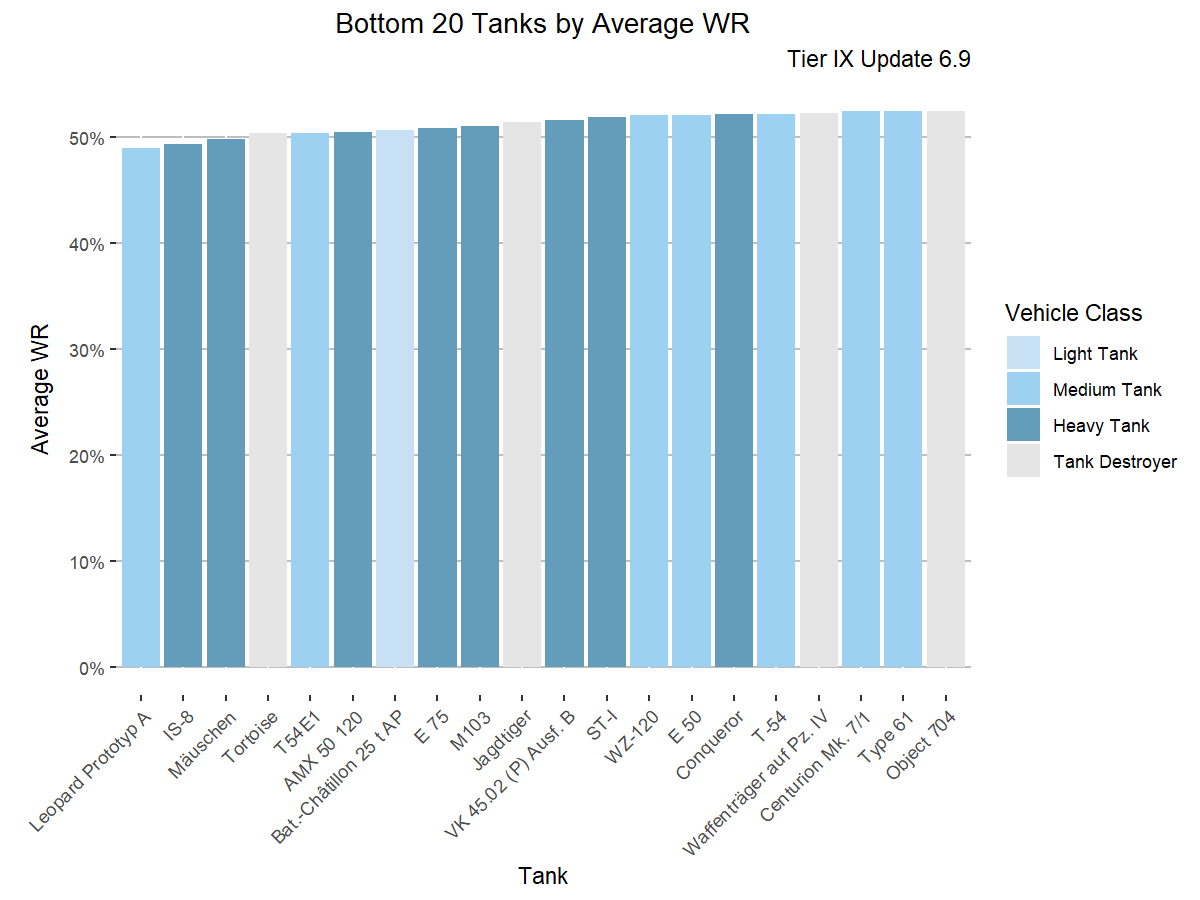 Bottom 20 Tanks by Average WR
Tier IX Update 6.9
Average WR
50%
40%
30%
20%
10%
0%
Leopard Prototyp A
IS-8
Mäuschen
Tortoise
T54E1
AMX 50 120
Bat.-Châtillon 25 t AP
E 75
M103
Jagdtiger
VK 45.02 (P) Ausf. B
ST-I
WZ-120
E 50
Conqueror
T-54
Waffenträger auf Pz. IV
Centurion Mk. 7/1
Type 61
Object 704
Tank
Vehicle Class
Light Tank
Medium Tank
Heavy Tank
Tank Destroyer